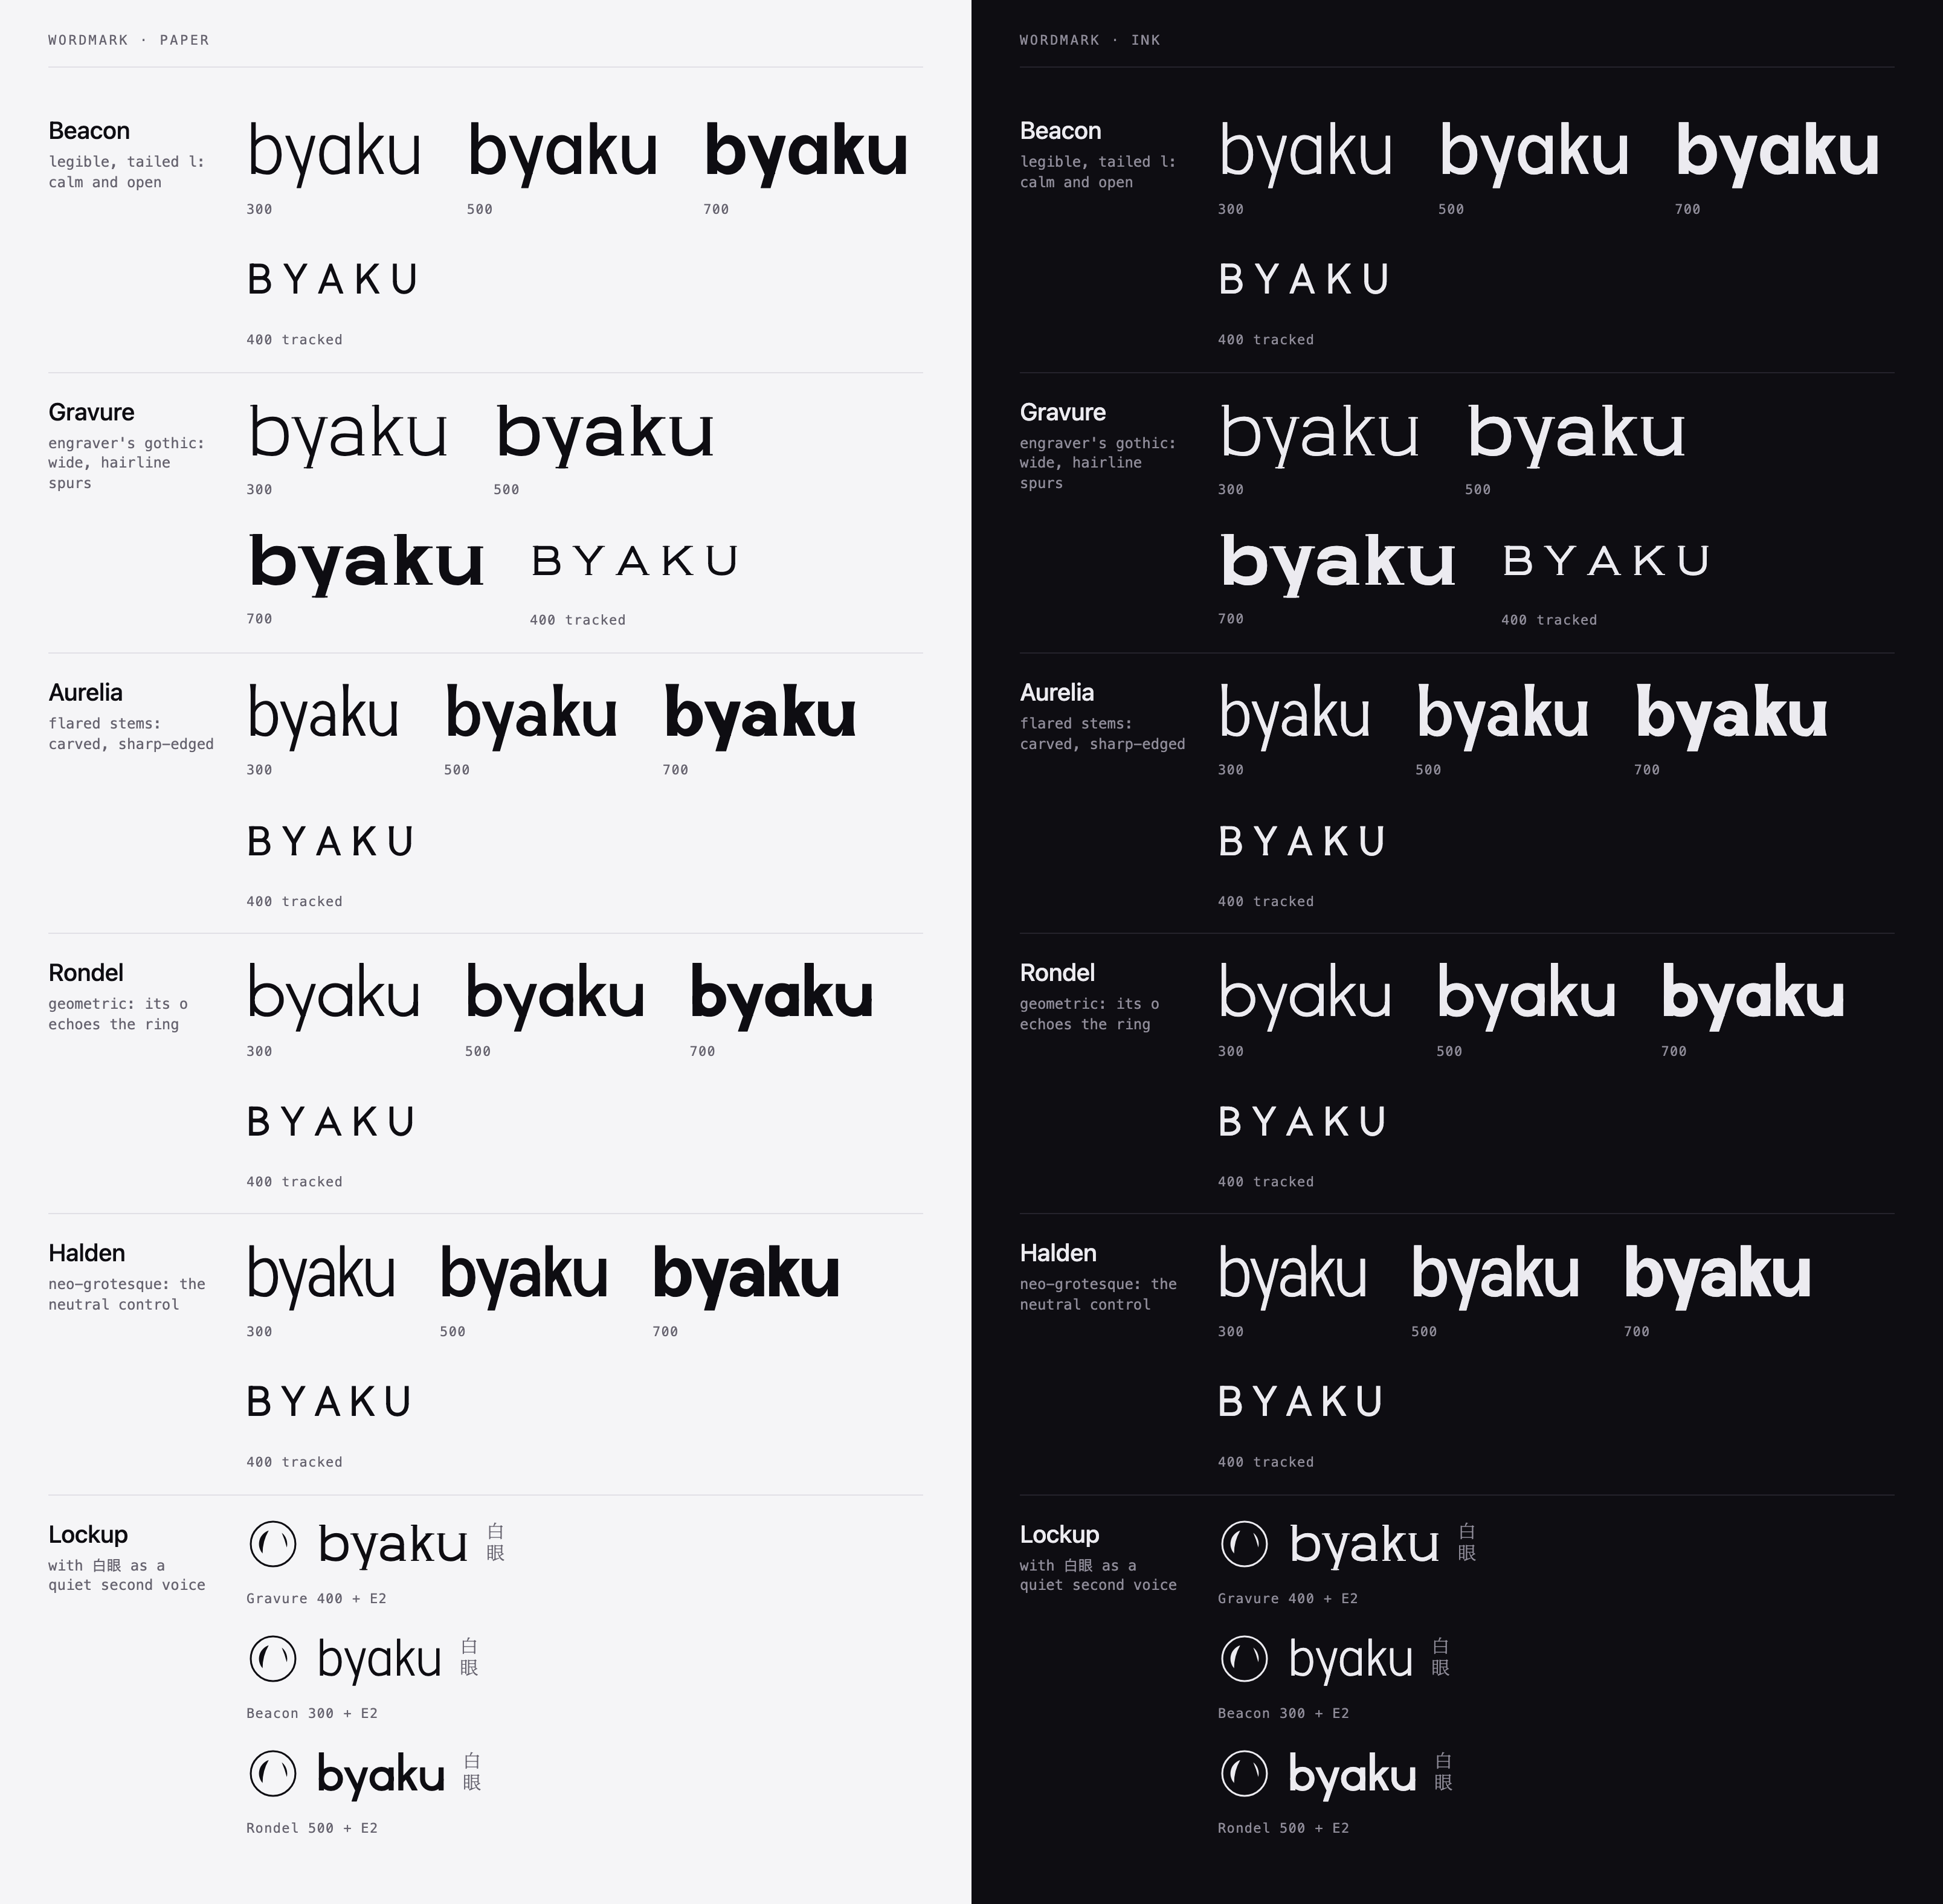 WORDMARK · PAPER
Beacon
legible, tailed l:
calm and open
byaku byaku byaku
300 500 700
BYAKU
400 tracked
Gravure
engraver's gothic:
wide, hairline
spurs
byaku byaku
300 500
byaku BYAKU
700 400 tracked
Aurelia
flared stems:
carved, sharp-edged
byaku byaku byaku
300 500 700
BYAKU
400 tracked
Rondel
geometric: its o
echoes the ring
byaku byaku byaku
300 500 700
BYAKU
400 tracked
Halden
neo-grotesque: the
neutral control
byaku byaku byaku
300 500 700
BYAKU
400 tracked
Lockup
with 白眼 as a
quiet second voice
byaku 白眼
Gravure 400 + E2
byaku 白眼
Beacon 300 + E2
byaku 白眼
Rondel 500 + E2
WORDMARK · INK
Beacon
legible, tailed l:
calm and open
byaku byaku byaku
300 500 700
BYAKU
400 tracked
Gravure
engraver's gothic:
wide, hairline
spurs
byaku byaku
300 500
byaku BYAKU
700 400 tracked
Aurelia
flared stems:
carved, sharp-edged
byaku byaku byaku
300 500 700
BYAKU
400 tracked
Rondel
geometric: its o
echoes the ring
byaku byaku byaku
300 500 700
BYAKU
400 tracked
Halden
neo-grotesque: the
neutral control
byaku byaku byaku
300 500 700
BYAKU
400 tracked
Lockup
with 白眼 as a
quiet second voice
byaku 白眼
Gravure 400 + E2
byaku 白眼
Beacon 300 + E2
byaku 白眼
Rondel 500 + E2